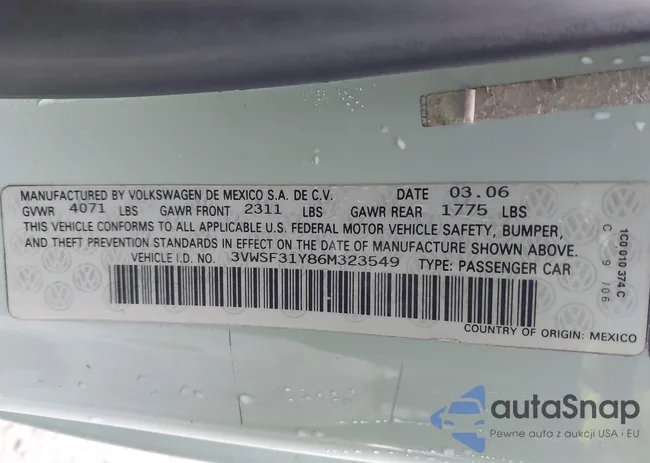 MANUFACTURED BY VOLKSWAGEN DE MEXICO S.A. DE C.V. DATE 03.06
GVWR 4071 LBS GAWR FRONT 2311 LBS GAWR REAR 1775 LBS
THIS VEHICLE CONFORMS TO ALL APPLICABLE U.S. FEDERAL MOTOR VEHICLE SAFETY, BUMPER,
AND THEFT PREVENTION STANDARDS IN EFFECT ON THE DATE OF MANUFACTURE SHOWN ABOVE.
VEHICLE I.D. NO. 3VWSF31Y86M323549 TYPE: PASSENGER CAR
COUNTRY OF ORIGIN: MEXICO
1C0 010 374 C
C 9 /06
autaSnap
Pewne auta z aukcji USA i EU